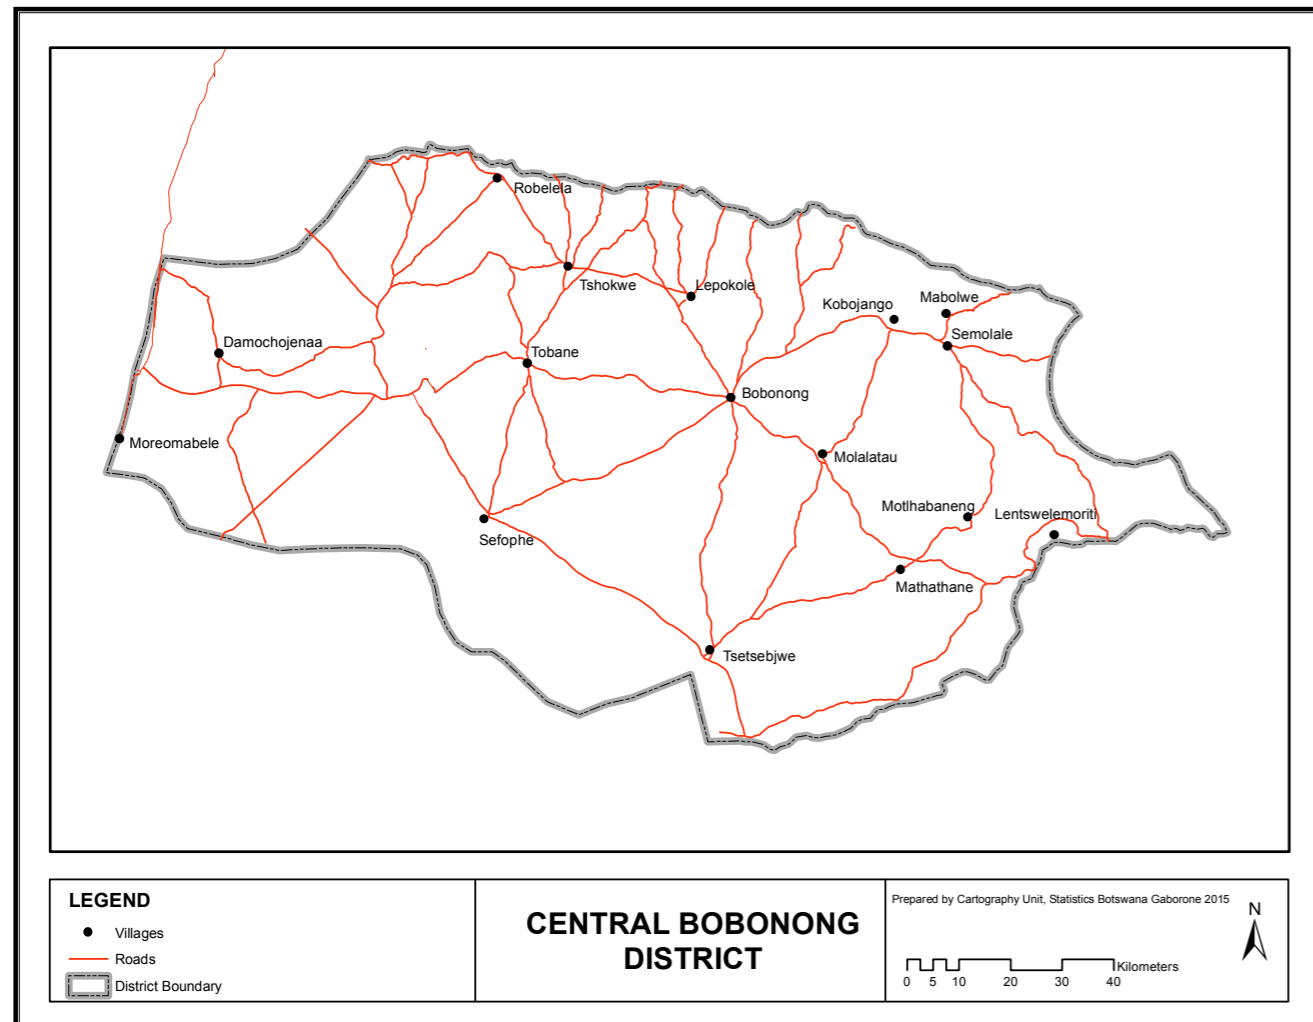 Robelela
Tshokwe
Lepokole
Kobojango
Mabolwe
Semolale
Damochojenaa
Tobane
Bobonong
Moreomabele
Molalatau
Motlhabaneng
Lentswelemoriti
Sefophe
Mathathane
Tsetsebjwe
LEGEND
Villages
Roads
District Boundary
CENTRAL BOBONONG
DISTRICT
Prepared by Cartography Unit, Statistics Botswana Gaborone 2015
N
Kilometers
0 5 10 20 30 40